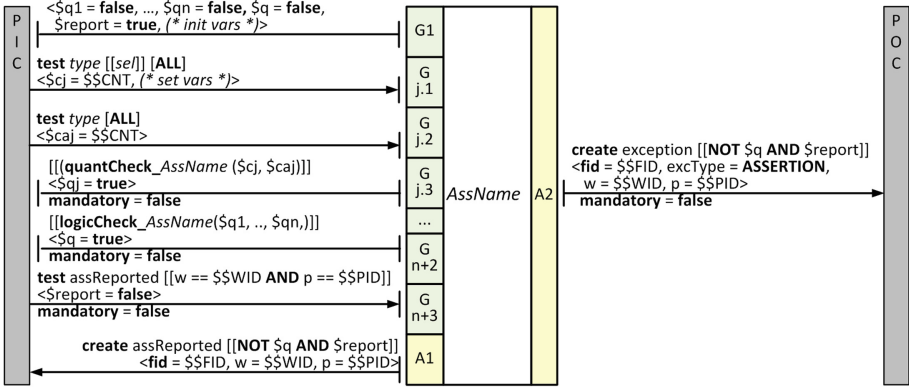 P
I
C
<$q1 = false, …, $qn = false, $q = false,
$report = true, (* init vars *)>
G1
test type [[sel]] [ALL]
<$cj = $$CNT, (* set vars *)>
G
j.1
test type [ALL]
<$caj = $$CNT>
G
j.2
[[(quantCheck_AssName ($cj, $caj)]]
<$qj = true>
mandatory = false
G
j.3
...
[[logicCheck_AssName($q1, .., $qn,)]]
<$q = true>
mandatory = false
G
n+2
test assReported [[w == $$WID AND p == $$PID]]
<$report = false>
mandatory = false
G
n+3
create assReported [[NOT $q AND $report]]
<fid = $$FID, w = $$WID, p = $$PID>
A1
AssName
A2
create exception [[NOT $q AND $report]]
<fid = $$FID, excType = ASSERTION,
w = $$WID, p = $$PID>
mandatory = false
P
O
C